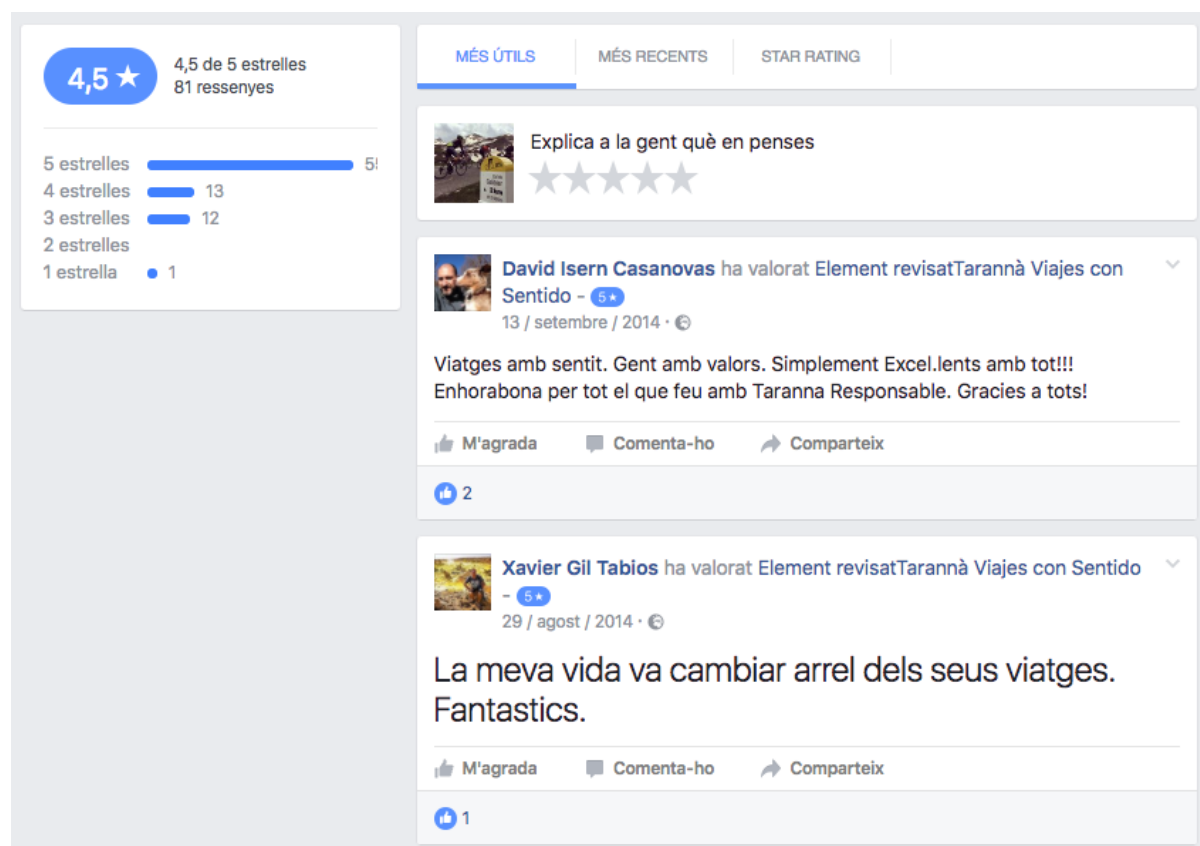 4,5 ★
4,5 de 5 estrelles
81 ressenyes
5 estrelles
4 estrelles 13
3 estrelles 12
2 estrelles
1 estrella 1
MÉS ÚTILS MÉS RECENTS STAR RATING
Explica a la gent què en penses
David Isern Casanovas ha valorat Element revisatTarannà Viajes con
Sentido - 5★
13 / setembre / 2014 ·
Viatges amb sentit. Gent amb valors. Simplement Excel.lents amb tot!!!
Enhorabona per tot el que feu amb Taranna Responsable. Gracies a tots!
M'agrada Comenta-ho Comparteix
2
Xavier Gil Tabios ha valorat Element revisatTarannà Viajes con Sentido
- 5★
29 / agost / 2014 ·
La meva vida va cambiar arrel dels seus viatges.
Fantastics.
M'agrada Comenta-ho Comparteix
1